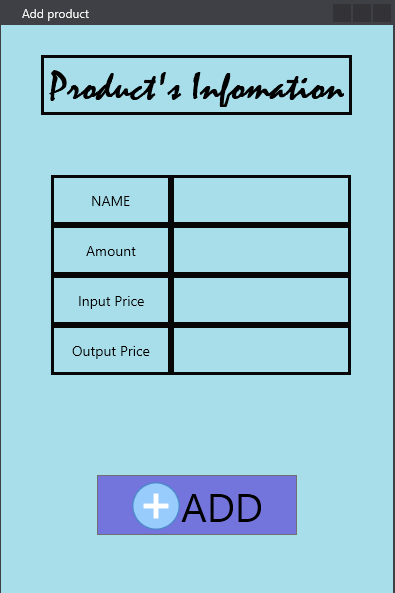 Add product
Product's Infomation
NAME
Amount
Input Price
Output Price
ADD